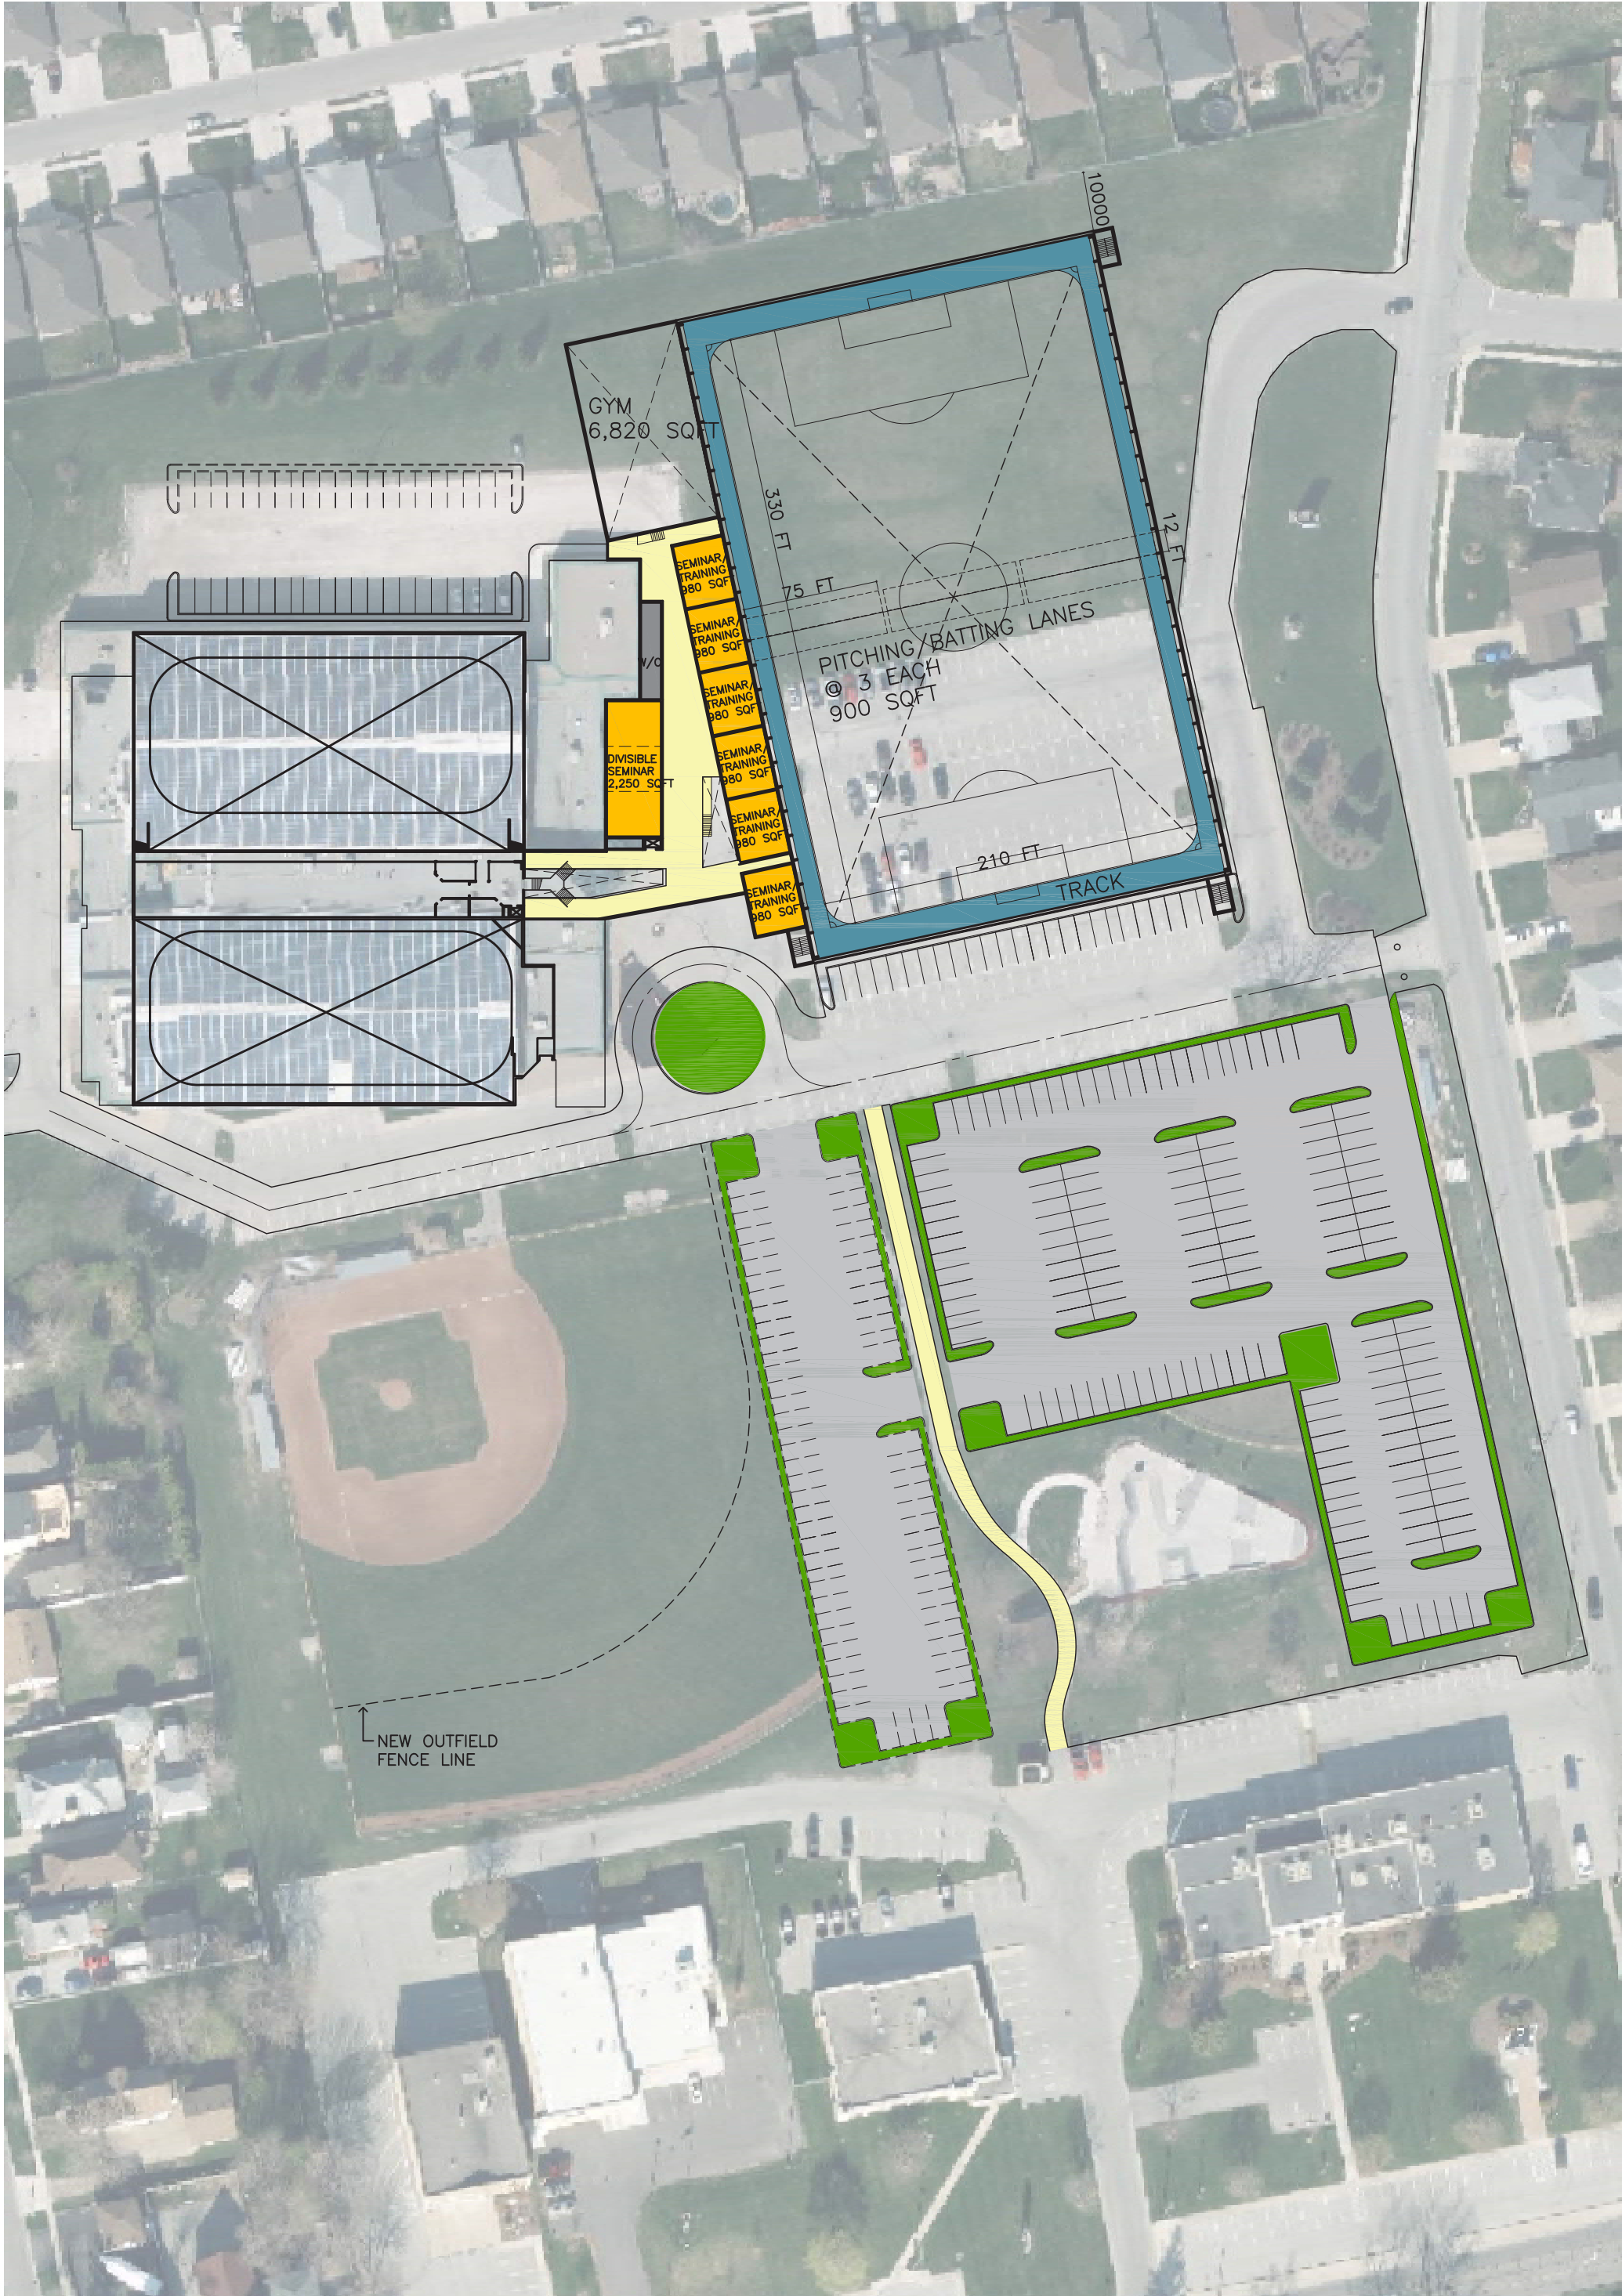 10000
GYM
6,820 SQFT
330 FT
12 FT
75 FT
PITCHING/BATTING LANES
@ 3 EACH
900 SQFT
SEMINAR/
TRAINING
980 SQFT
SEMINAR/
TRAINING
980 SQFT
SEMINAR/
TRAINING
980 SQFT
SEMINAR/
TRAINING
980 SQFT
SEMINAR/
TRAINING
980 SQFT
SEMINAR/
TRAINING
980 SQFT
DIVISIBLE
SEMINAR
2,250 SQFT
210 FT
TRACK
NEW OUTFIELD
FENCE LINE